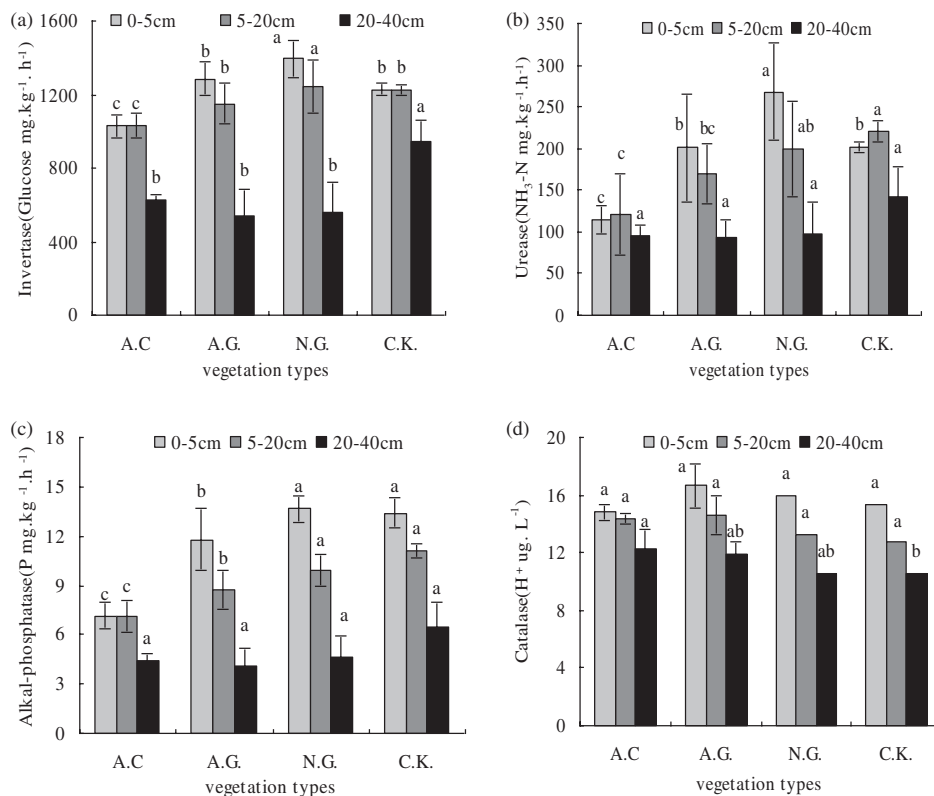 (a)
1600
1200
800
400
0
Invertase(Glucose mg.kg⁻¹. h⁻¹)
0-5cm 5-20cm 20-40cm
c c b
b b b
a a b
b b a
A.C A.G. N.G. C.K.
vegetation types
(b)
350
300
250
200
150
100
50
0
Urease(NH₃-N mg.kg⁻¹.h⁻¹)
0-5cm 5-20cm 20-40cm
c c a
b bc a
a ab a
b a a
A.C A.G. N.G. C.K.
vegetation types
(c)
18
15
12
9
6
3
0
Alkal-phosphatase(P mg.kg⁻¹.h⁻¹)
0-5cm 5-20cm 20-40cm
c c a
b b a
a a a
a a a
A.C A.G. N.G. C.K.
vegetation types
(d)
20
16
12
8
4
0
Catalase(H⁺ ug. L⁻¹)
0-5cm 5-20cm 20-40cm
a a a
a a ab
a a ab
a a b
A.C A.G. N.G. C.K.
vegetation types